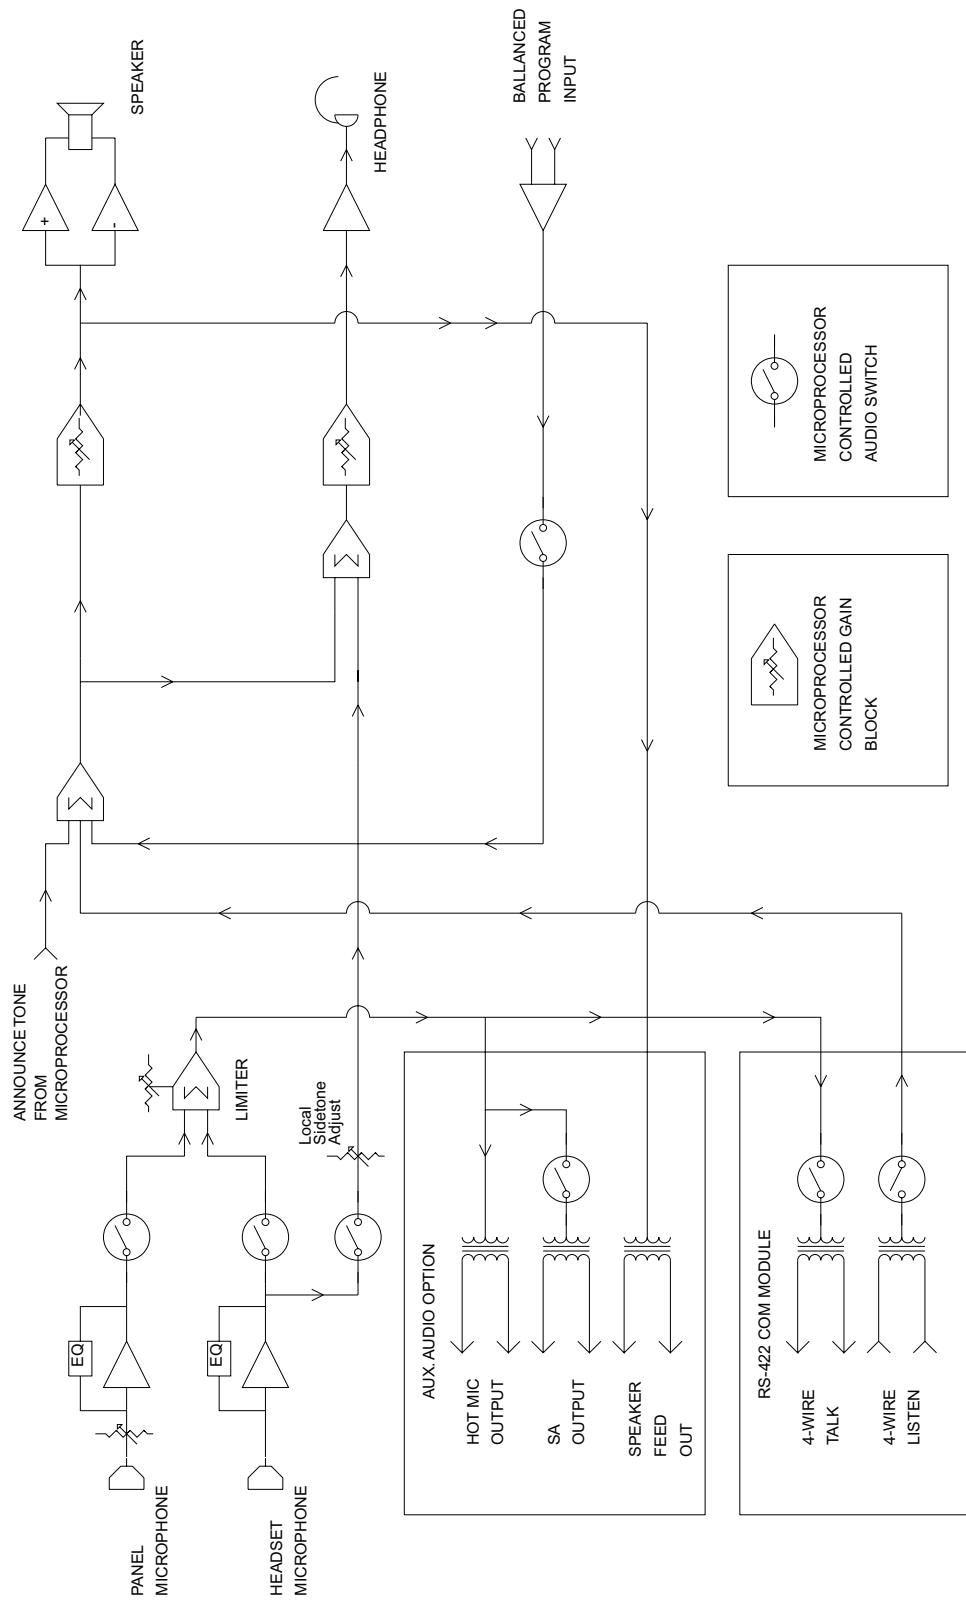 PANEL
MICROPHONE
EQ
HEADSET
MICROPHONE
EQ
ANNOUNCE TONE
FROM
MICROPROCESSOR
LIMITER
Local
Sidetone
Adjust
Σ
Σ
Σ
+
-
SPEAKER
HEADPHONE
BALLANCED
PROGRAM
INPUT
AUX. AUDIO OPTION
HOT MIC
OUTPUT
SA
OUTPUT
SPEAKER
FEED
OUT
RS-422 COM MODULE
4-WIRE
TALK
4-WIRE
LISTEN
MICROPROCESSOR
CONTROLLED GAIN
BLOCK
MICROPROCESSOR
CONTROLLED
AUDIO SWITCH